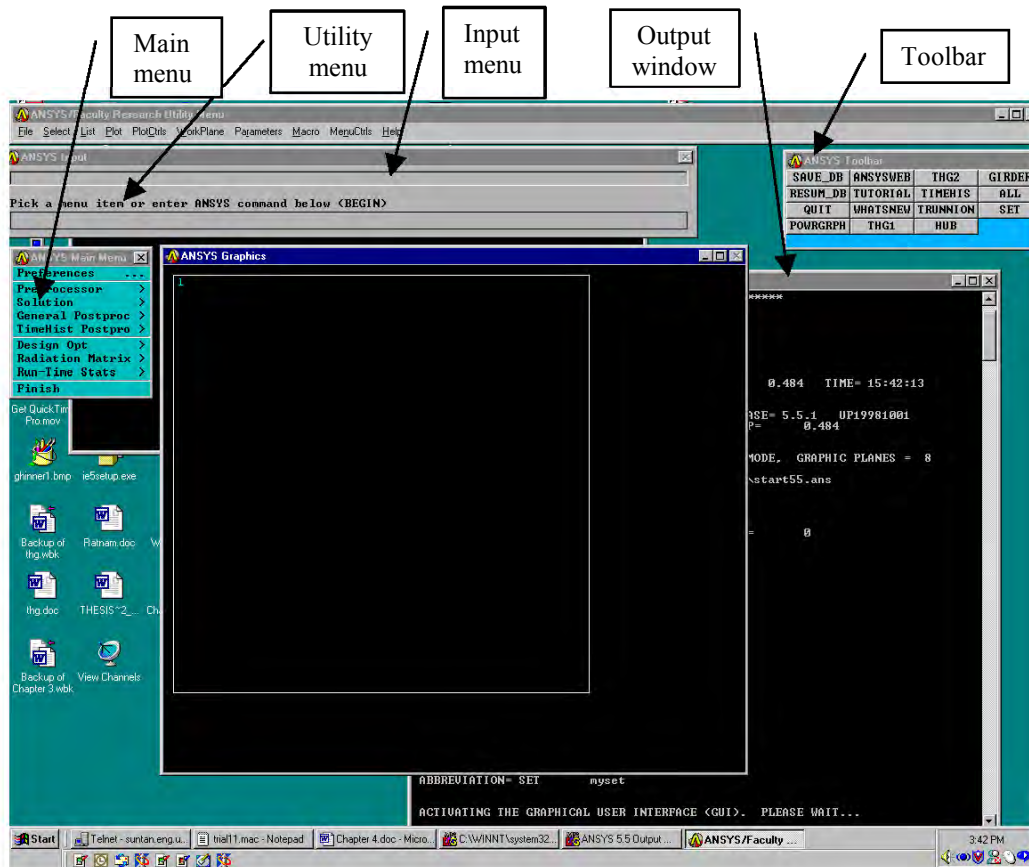 Main menu
Utility menu
Input menu
Output window
Toolbar
ANSYS/Faculty Research Utility Menu
File Select List Plot PlotCtrls WorkPlane Parameters Macro MenuCtrls Help
ANSYS Input
Pick a menu item or enter ANSYS command below (BEGIN)
ANSYS Toolbar
SAVE_DB ANSYSWEB THG2 GIRDER
RESUM_DB TUTORIAL TIMEHIS ALL
QUIT WHATSNEW TRUNNION SET
POWRGRPH THG1 HUB
ANSYS Main Menu
Preferences ...
Preprocessor >
Solution >
General Postproc >
TimeHist Postpro >
Design Opt >
Radiation Matrix >
Run-Time Stats >
Finish
ANSYS Graphics
1
*****
0.484 TIME= 15:42:13
ASE= 5.5.1 UP19981001
P= 0.484
MODE, GRAPHIC PLANES = 8
\start55.ans
= 0
ABBREVIATION= SET myset
ACTIVATING THE GRAPHICAL USER INTERFACE (GUI). PLEASE WAIT...
Get QuickTim
Pro.mov
ghinner1.bmp
ie5setup.exe
Backup of
thg.wbk
Ratnam.doc
W
thg.doc
THESIS~2_...
Cha
Backup of
Chapter 3.wbk
View Channels
Start
Telnet - suntan.eng.u...
trial11.mac - Notepad
Chapter 4.doc - Micro...
C:\WINNT\system32...
ANSYS 5.5 Output ...
ANSYS/Faculty ...
3:42 PM